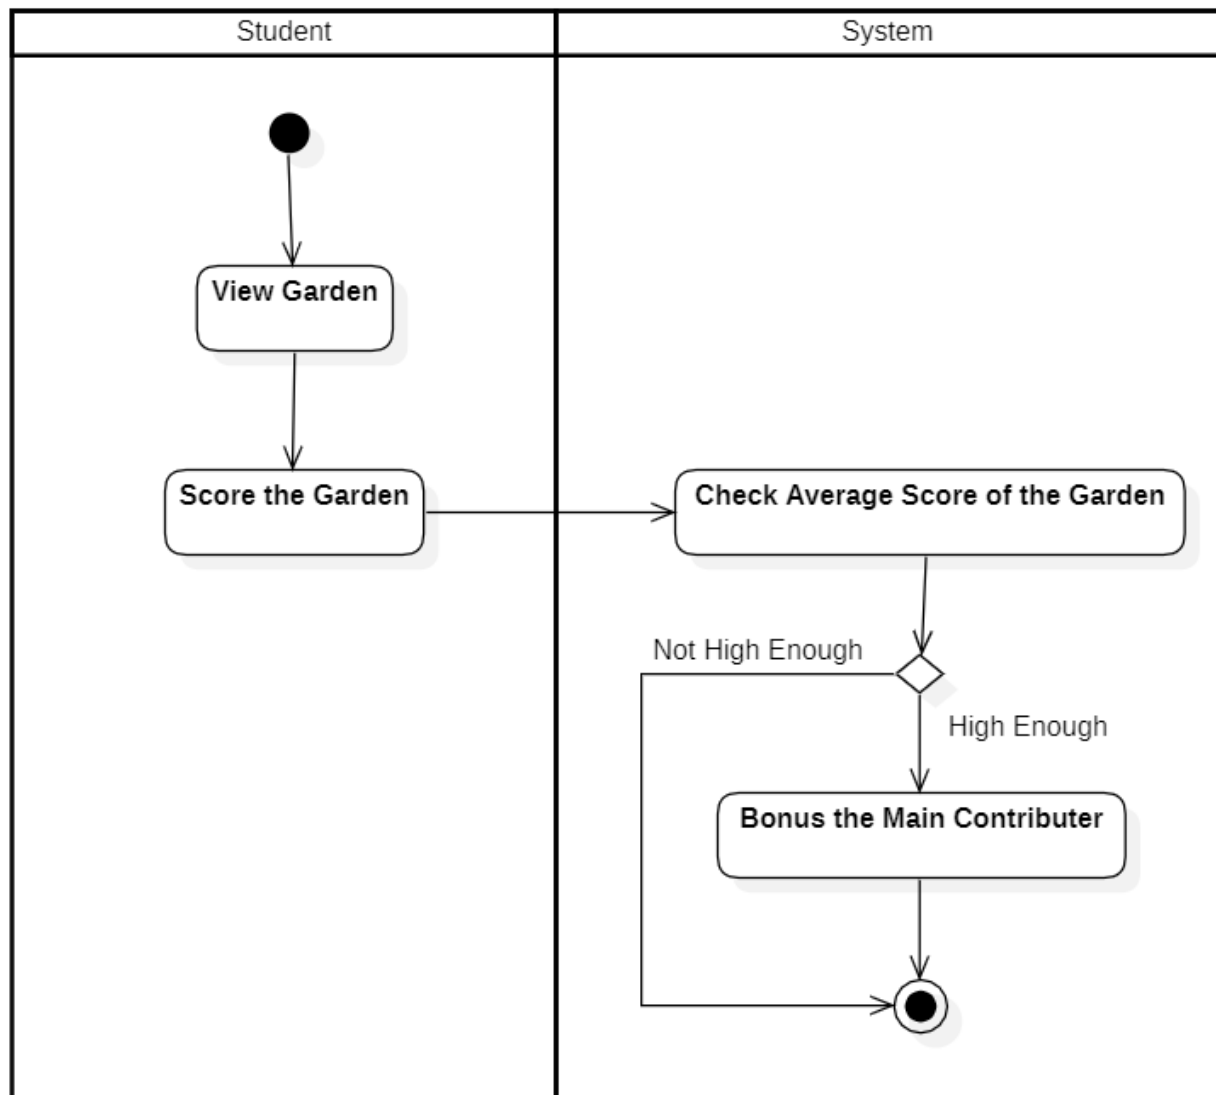 Student
System
View Garden
Score the Garden
Check Average Score of the Garden
Not High Enough
High Enough
Bonus the Main Contributer